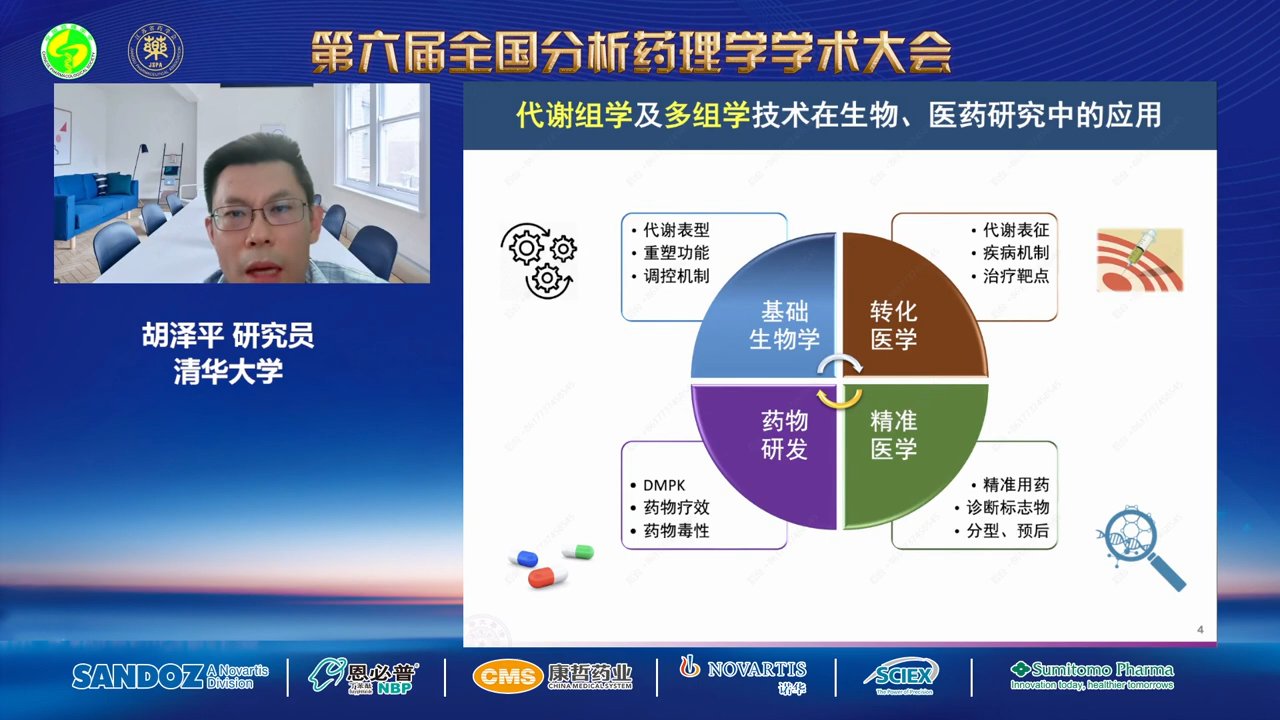 第六届全国分析药理学学术大会
JSPA
代谢组学及多组学技术在生物、医药研究中的应用
胡泽平 研究员
清华大学
• 代谢表型
• 重塑功能
• 调控机制
• 代谢表征
• 疾病机制
• 治疗靶点
基础
生物学
转化
医学
药物
研发
精准
医学
• DMPK
• 药物疗效
• 药物毒性
• 精准用药
• 诊断标志物
• 分型、预后
4
SANDOZ A Novartis Division
恩必普 NBP
CMS 康哲药业
CHINA MEDICAL SYSTEM
NOVARTIS
诺华
SCIEX
The Power of Precision
Sumitomo Pharma
Innovation today, healthier tomorrows